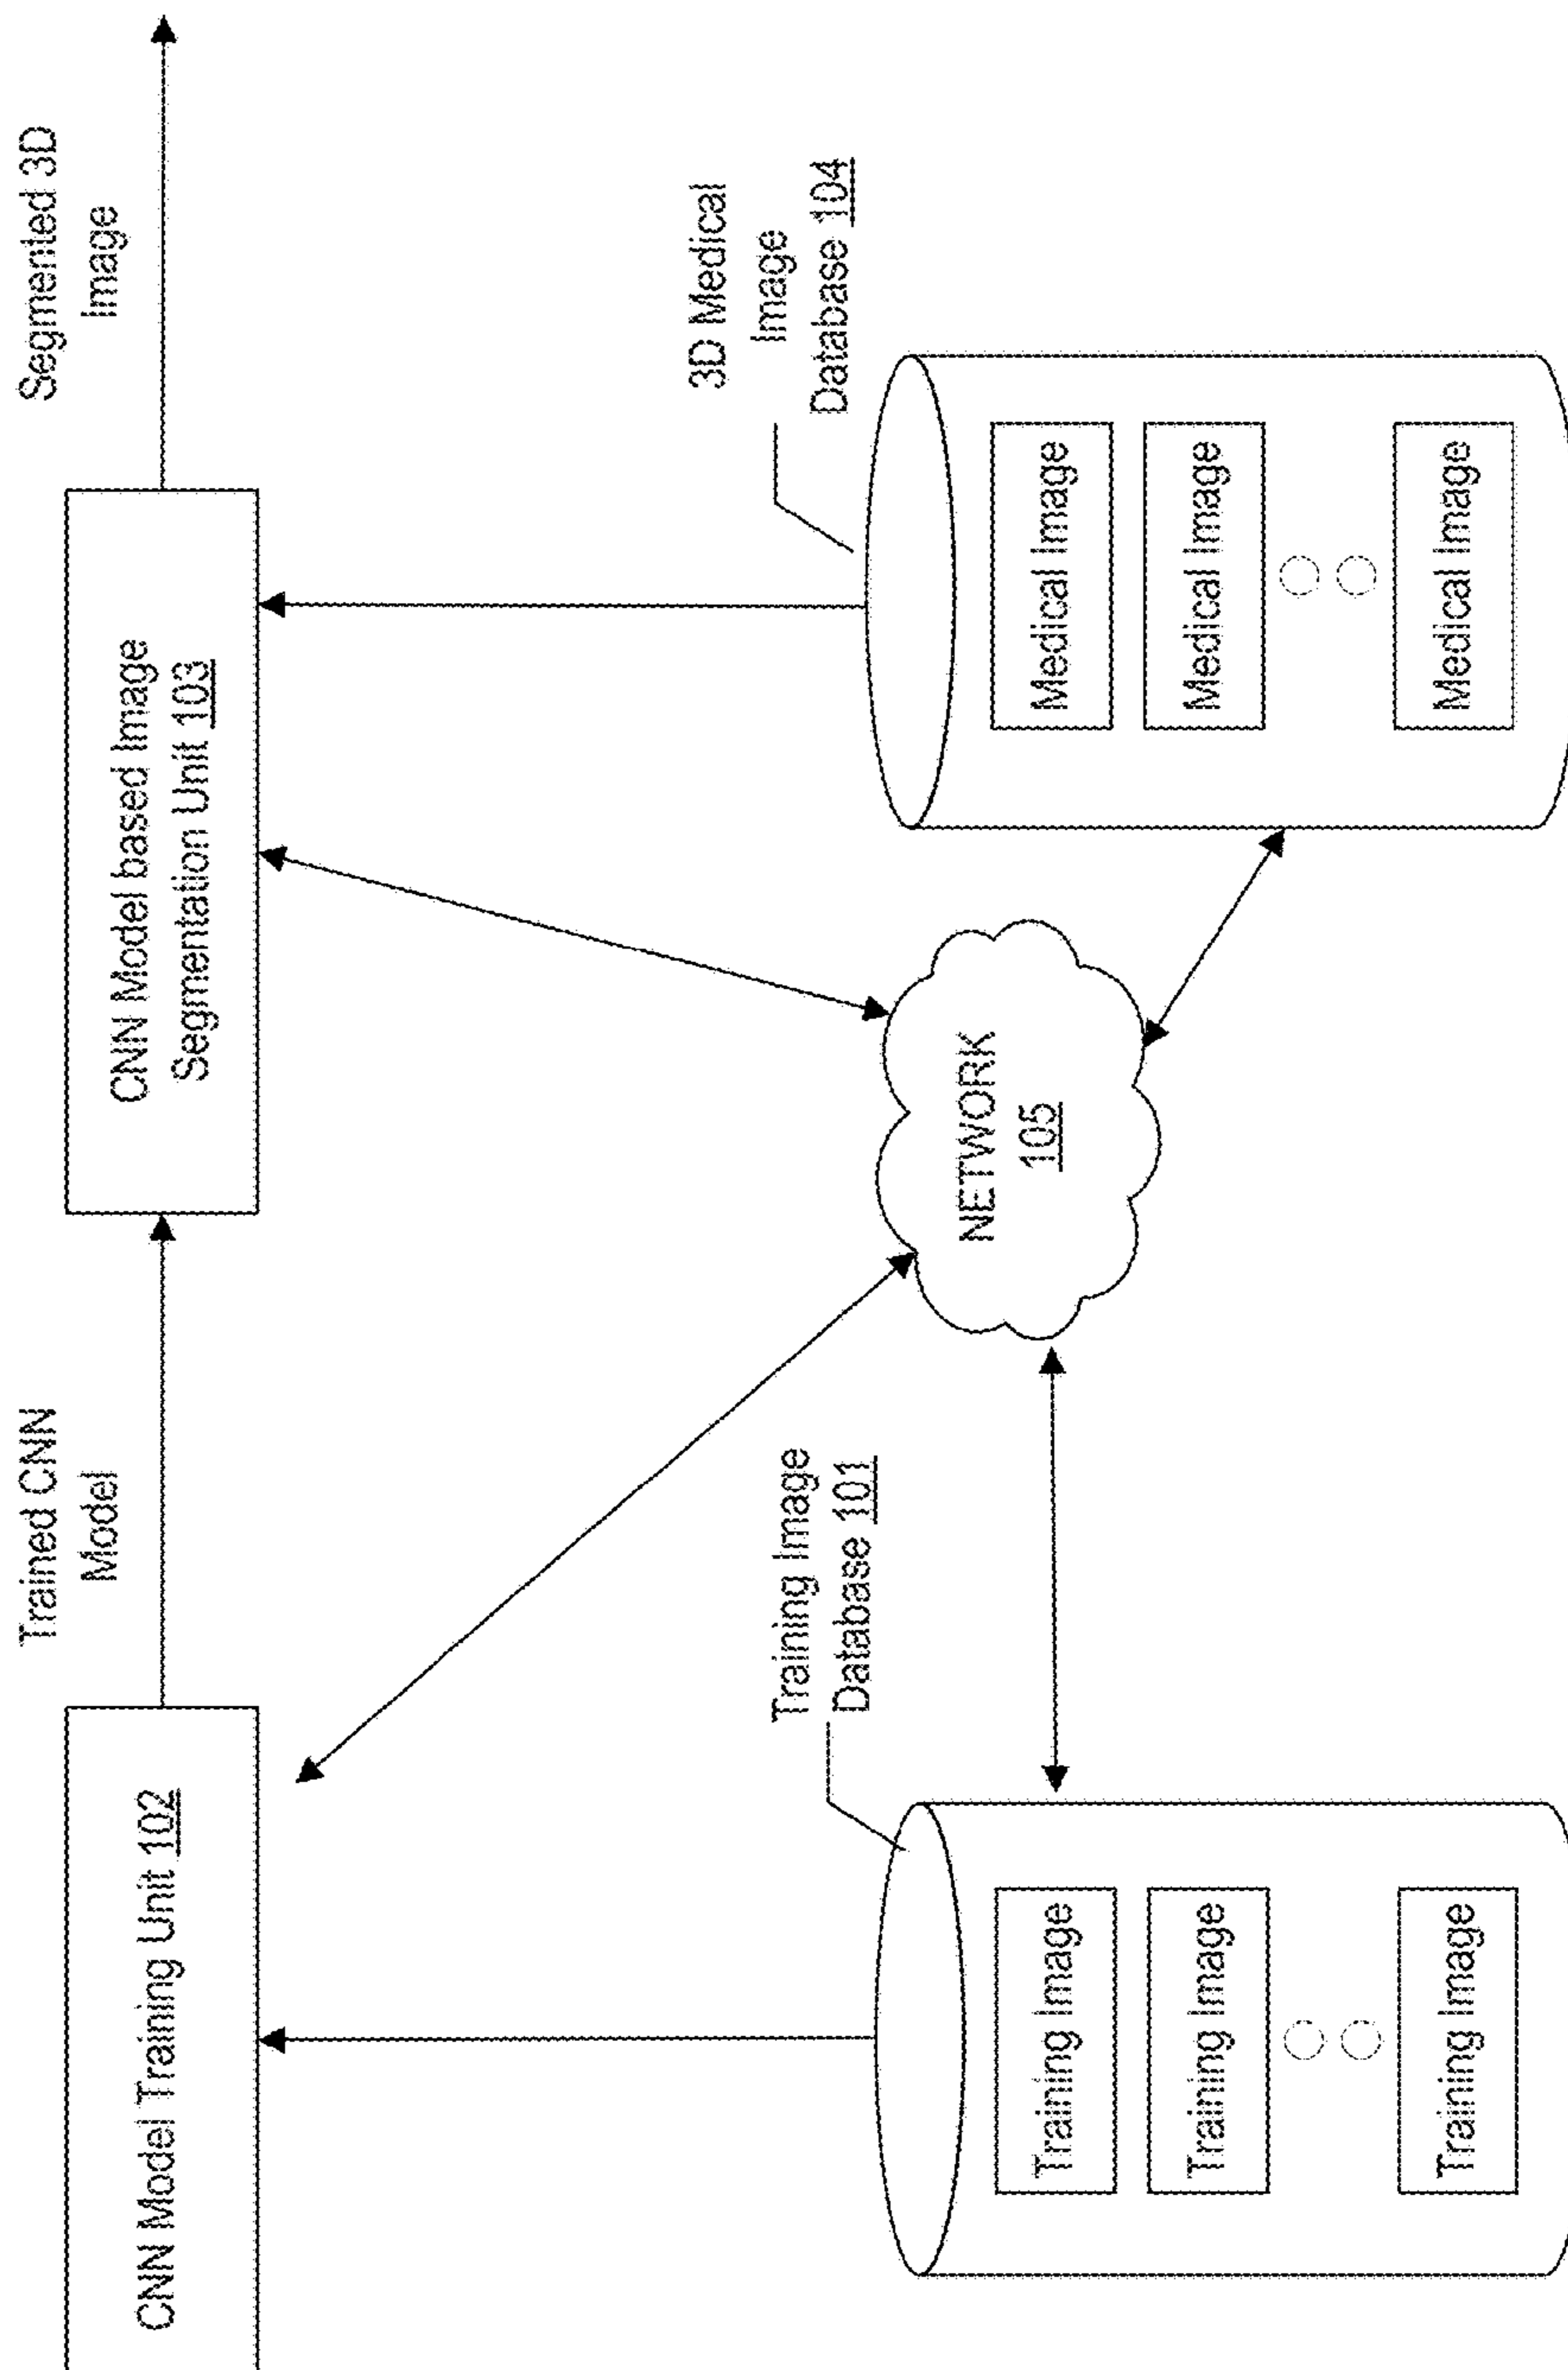 Trained CNN
Model
Segmented 3D
Image
CNN Model Training Unit 102
CNN Model based Image
Segmentation Unit 103
Training Image
Database 101
NETWORK
105
3D Medical
Image
Database 104
Training Image
Training Image
Training Image
Medical Image
Medical Image
Medical Image